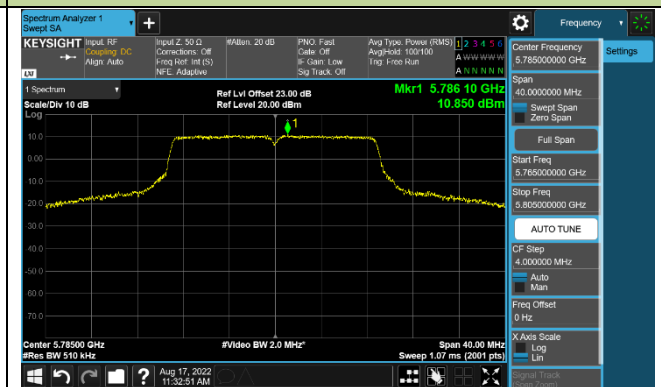 Spectrum Analyzer 1
Swept SA
+
Frequency
KEYSIGHT
Input: RF
Coupling: DC
Align: Auto
Input Z: 50 Ω
Corrections: Off
Freq Ref: Int (S)
NFE: Adaptive
#Atten: 20 dB
PNO: Fast
Gate: Off
IF Gain: Low
Sig Track: Off
Avg Type: Power (RMS)
Avg|Hold: 100/100
Trig: Free Run
1 2 3 4 5 6
A W W W W W
A N N N N N
LXI
1 Spectrum
Scale/Div 10 dB
Log
Ref Lvl Offset 23.00 dB
Ref Level 20.00 dBm
Mkr1 5.786 10 GHz
10.850 dBm
1
10.0
0.00
-10.0
-20.0
-30.0
-40.0
-50.0
-60.0
-70.0
Center 5.78500 GHz
#Res BW 510 kHz
#Video BW 2.0 MHz*
Span 40.00 MHz
Sweep 1.07 ms (2001 pts)
Aug 17, 2022
11:32:51 AM
?
Center Frequency
5.785000000 GHz
Span
40.0000000 MHz
Swept Span
Zero Span
Full Span
Start Freq
5.765000000 GHz
Stop Freq
5.805000000 GHz
AUTO TUNE
CF Step
4.000000 MHz
Auto
Man
Freq Offset
0 Hz
X Axis Scale
Log
Lin
Signal Track
(Span Zoom)
Settings